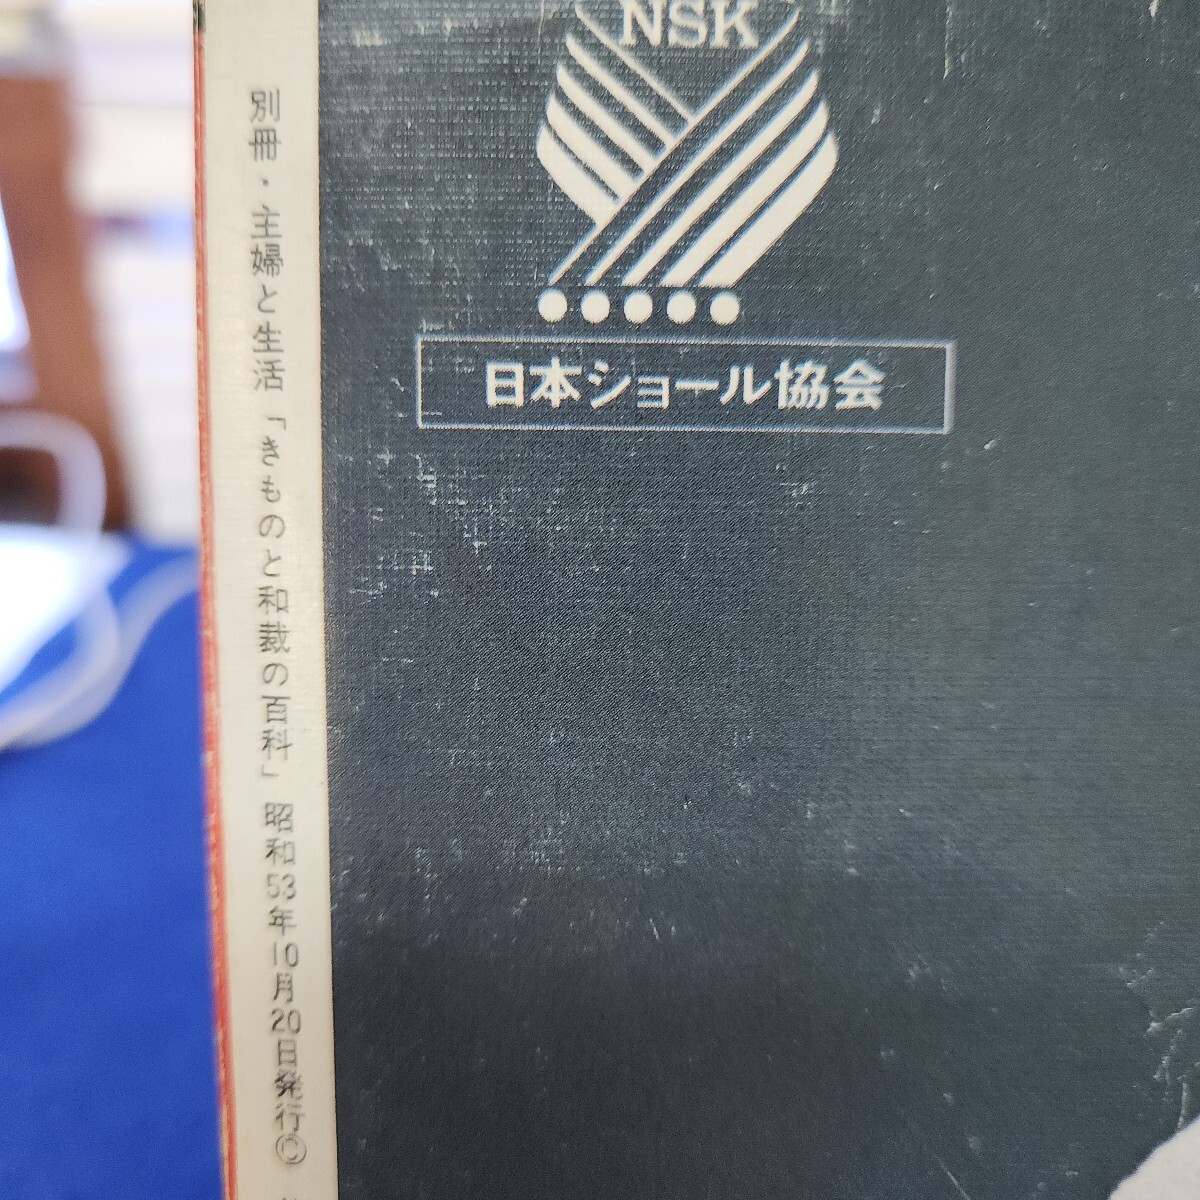 NSK
日本ショール協会
別冊・主婦と生活「きものと和裁の百科」昭和53年10月20日発行©